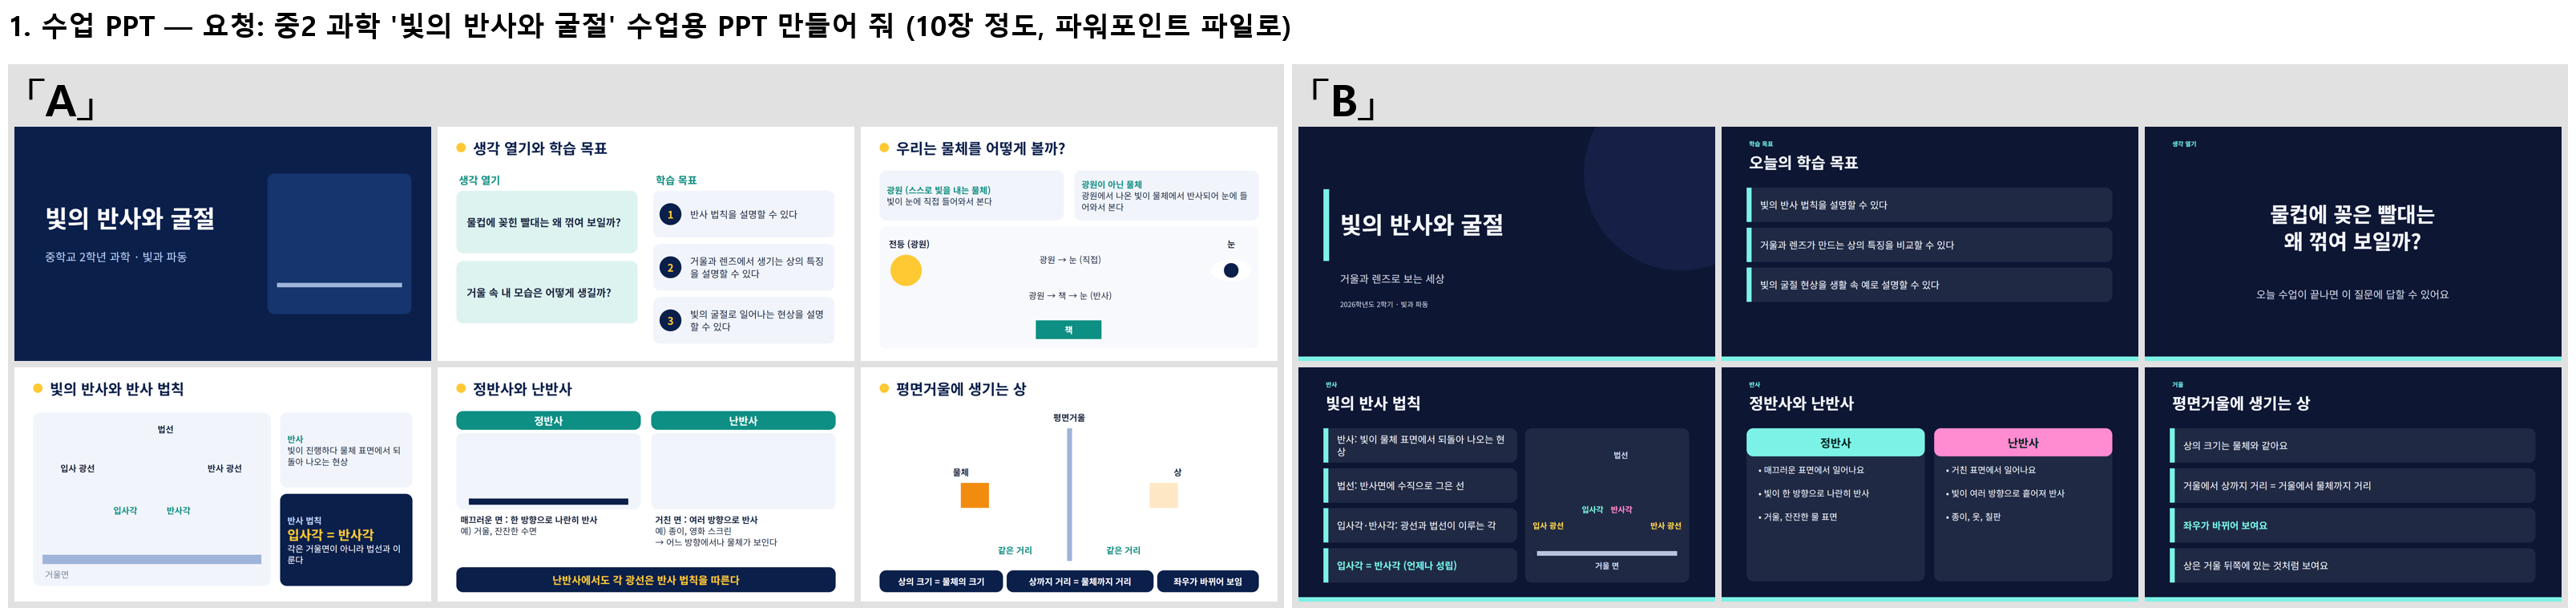 1. 수업 PPT — 요청: 중2 과학 '빛의 반사와 굴절' 수업용 PPT 만들어 줘 (10장 정도, 파워포인트 파일로)
「A」
빛의 반사와 굴절
중학교 2학년 과학 · 빛과 파동
생각 열기와 학습 목표
생각 열기
물컵에 꽂힌 빨대는 왜 꺾여 보일까?
거울 속 내 모습은 어떻게 생길까?
학습 목표
1 반사 법칙을 설명할 수 있다
2 거울과 렌즈에서 생기는 상의 특징
을 설명할 수 있다
3 빛의 굴절로 일어나는 현상을 설명
할 수 있다
우리는 물체를 어떻게 볼까?
광원 (스스로 빛을 내는 물체)
빛이 눈에 직접 들어와서 본다
광원이 아닌 물체
광원에서 나온 빛이 물체에서 반사되어 눈에 들
어와서 본다
전등 (광원)
눈
광원 → 눈 (직접)
광원 → 책 → 눈 (반사)
책
빛의 반사와 반사 법칙
법선
입사 광선
반사 광선
입사각
반사각
거울면
반사
빛이 진행하다 물체 표면에서 되
돌아 나오는 현상
반사 법칙
입사각 = 반사각
각은 거울면이 아니라 법선과 이
룬다
정반사와 난반사
정반사
난반사
매끄러운 면 : 한 방향으로 나란히 반사
예) 거울, 잔잔한 수면
거친 면 : 여러 방향으로 반사
예) 종이, 영화 스크린
→ 어느 방향에서나 물체가 보인다
난반사에서도 각 광선은 반사 법칙을 따른다
평면거울에 생기는 상
평면거울
물체
상
같은 거리
같은 거리
상의 크기 = 물체의 크기
상까지 거리 = 물체까지 거리
좌우가 바뀌어 보임
「B」
빛의 반사와 굴절
거울과 렌즈로 보는 세상
2026학년도 2학기 · 빛과 파동
학습 목표
오늘의 학습 목표
빛의 반사 법칙을 설명할 수 있다
거울과 렌즈가 만드는 상의 특징을 비교할 수 있다
빛의 굴절 현상을 생활 속 예로 설명할 수 있다
생각 열기
물컵에 꽂은 빨대는
왜 꺾여 보일까?
오늘 수업이 끝나면 이 질문에 답할 수 있어요
반사
빛의 반사 법칙
반사: 빛이 물체 표면에서 되돌아 나오는 현
상
법선: 반사면에 수직으로 그은 선
입사각·반사각: 광선과 법선이 이루는 각
입사각 = 반사각 (언제나 성립)
법선
입사각
반사각
입사 광선
반사 광선
거울 면
반사
정반사와 난반사
정반사
• 매끄러운 표면에서 일어나요
• 빛이 한 방향으로 나란히 반사
• 거울, 잔잔한 물 표면
난반사
• 거친 표면에서 일어나요
• 빛이 여러 방향으로 흩어져 반사
• 종이, 옷, 칠판
거울
평면거울에 생기는 상
상의 크기는 물체와 같아요
거울에서 상까지 거리 = 거울에서 물체까지 거리
좌우가 바뀌어 보여요
상은 거울 뒤쪽에 있는 것처럼 보여요